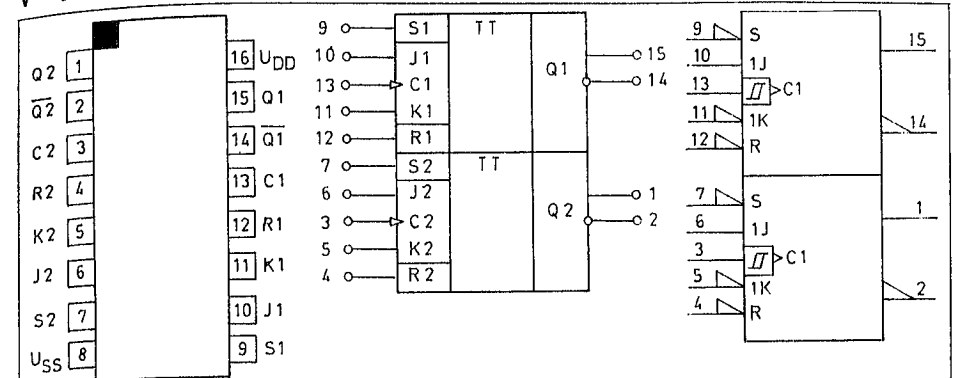 Q2 1
Q̅2̅ 2
C2 3
R2 4
K2 5
J2 6
S2 7
USS 8
16 UDD
15 Q1
14 Q̅1̅
13 C1
12 R1
11 K1
10 J1
9 S1
9 S1 TT
10 J1 Q1 15
13 C1 14
11 K1
12 R1
7 S2 TT
6 J2 1
3 C2 Q2 2
5 K2
4 R2
9 S 15
10 1J
13 C1
11 1K 14
12 R
7 S 1
6 1J
3 C1
5 1K 2
4 R